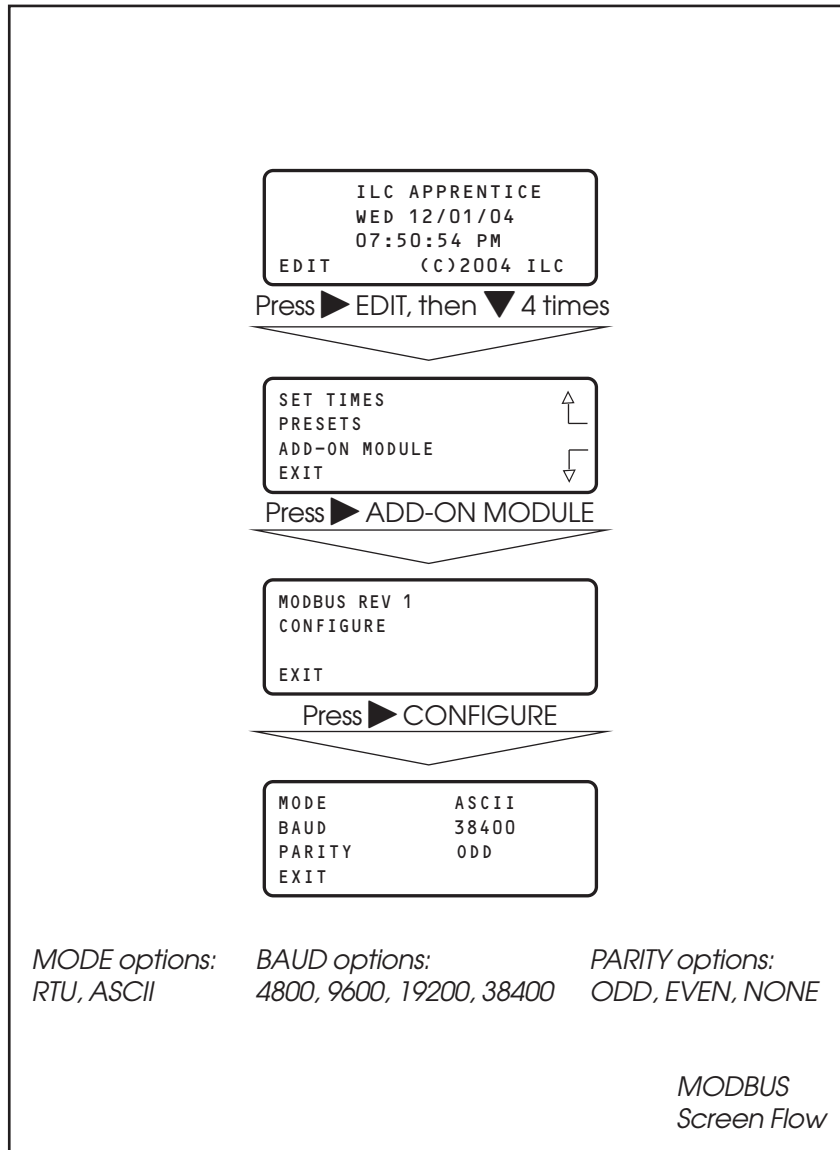 ILC APPRENTICE
WED 12/01/04
07:50:54 PM
EDIT (C)2004 ILC
Press ▶ EDIT, then ▼ 4 times
SET TIMES
PRESETS
ADD-ON MODULE
EXIT
Press ▶ ADD-ON MODULE
MODBUS REV 1
CONFIGURE
EXIT
Press ▶ CONFIGURE
MODE ASCII
BAUD 38400
PARITY ODD
EXIT
MODE options:
RTU, ASCII
BAUD options:
4800, 9600, 19200, 38400
PARITY options:
ODD, EVEN, NONE
MODBUS
Screen Flow